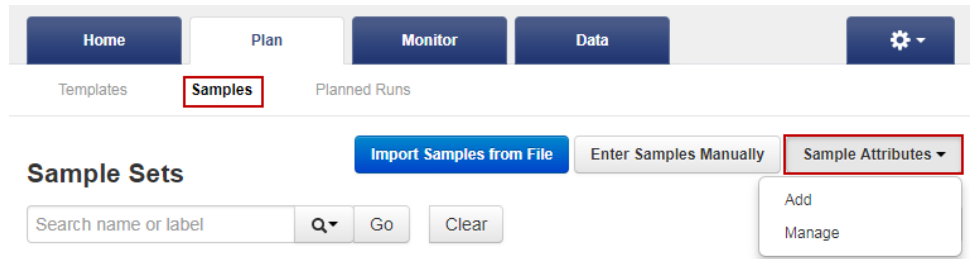 Home Plan Monitor Data
Templates Samples Planned Runs
Import Samples from File Enter Samples Manually Sample Attributes
Sample Sets
Add
Search name or label Go Clear
Manage